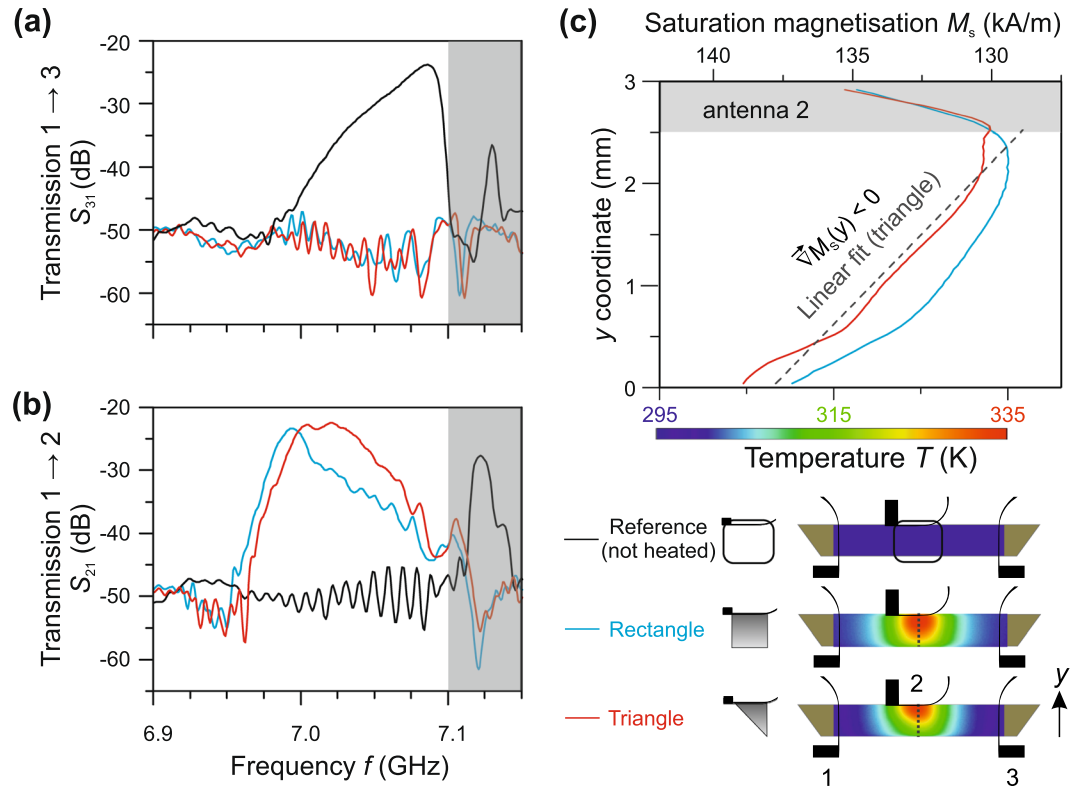 (a)
Transmission 1 → 3
S31 (dB)
-20
-30
-40
-50
-60
(b)
Transmission 1 → 2
S21 (dB)
-20
-30
-40
-50
-60
6.9
7.0
7.1
Frequency f (GHz)
(c)
Saturation magnetisation Ms (kA/m)
140
135
130
y coordinate (mm)
3
2
1
0
antenna 2
∇⃗Ms(y) < 0
Linear fit (triangle)
295
315
335
Temperature T (K)
Reference
(not heated)
Rectangle
Triangle
2
y
1
3